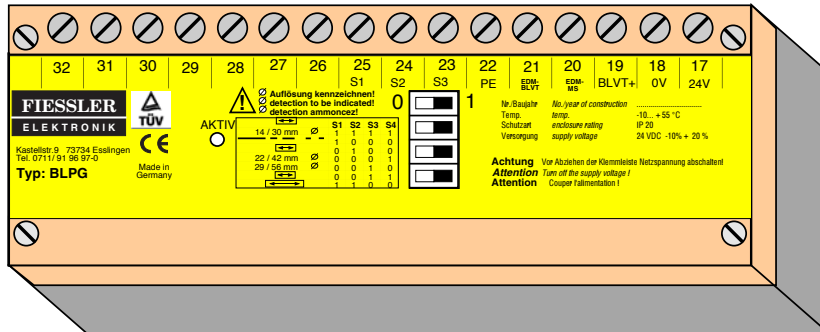 32 31 30 29 28 27 26 25 24 23 22 21 20 19 18 17
S1 S2 S3 PE EDM-BLVT EDM-MS BLVT+ 0V 24V
FIESSLER
ELEKTRONIK
Kastellstr.9 73734 Esslingen
Tel. 0711/ 91 96 97-0
Typ: BLPG
TÜV
CE
Made in
Germany
AKTIV
Ø Auflösung kennzeichnen!
Ø detection to be indicated!
Ø detection ammoncez!
0 1
S1 S2 S3 S4
1 1 1 1
14 / 30 mm Ø 1 1 1 1
0 1 0 0
0 1 0 0
22 / 42 mm Ø 0 0 0 1
29 / 56 mm Ø 0 0 1 0
0 0 1 1
1 1 0 1
Nr./Baujahr No./year of construction ..............................
Temp. temp. -10... + 55 °C
Schutzart enclosure rating IP 20
Versorgung supply voltage 24 VDC -10% + 20 %
Achtung Vor Abziehen der Klemmleiste Netzspannung abschalten!
Attention Turn off the supply voltage !
Attention Couper l'alimentation !